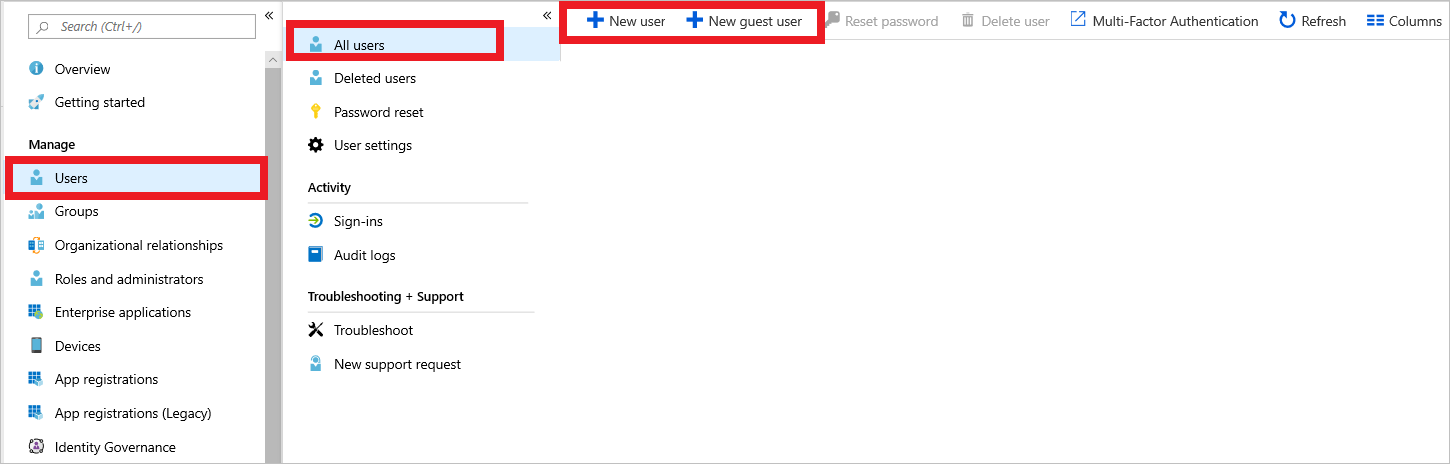 «
Search (Ctrl+/)
Overview
Getting started
Manage
Users
Groups
Organizational relationships
Roles and administrators
Enterprise applications
Devices
App registrations
App registrations (Legacy)
Identity Governance
«
All users
Deleted users
Password reset
User settings
Activity
Sign-ins
Audit logs
Troubleshooting + Support
Troubleshoot
New support request
New user New guest user Reset password Delete user Multi-Factor Authentication Refresh Columns